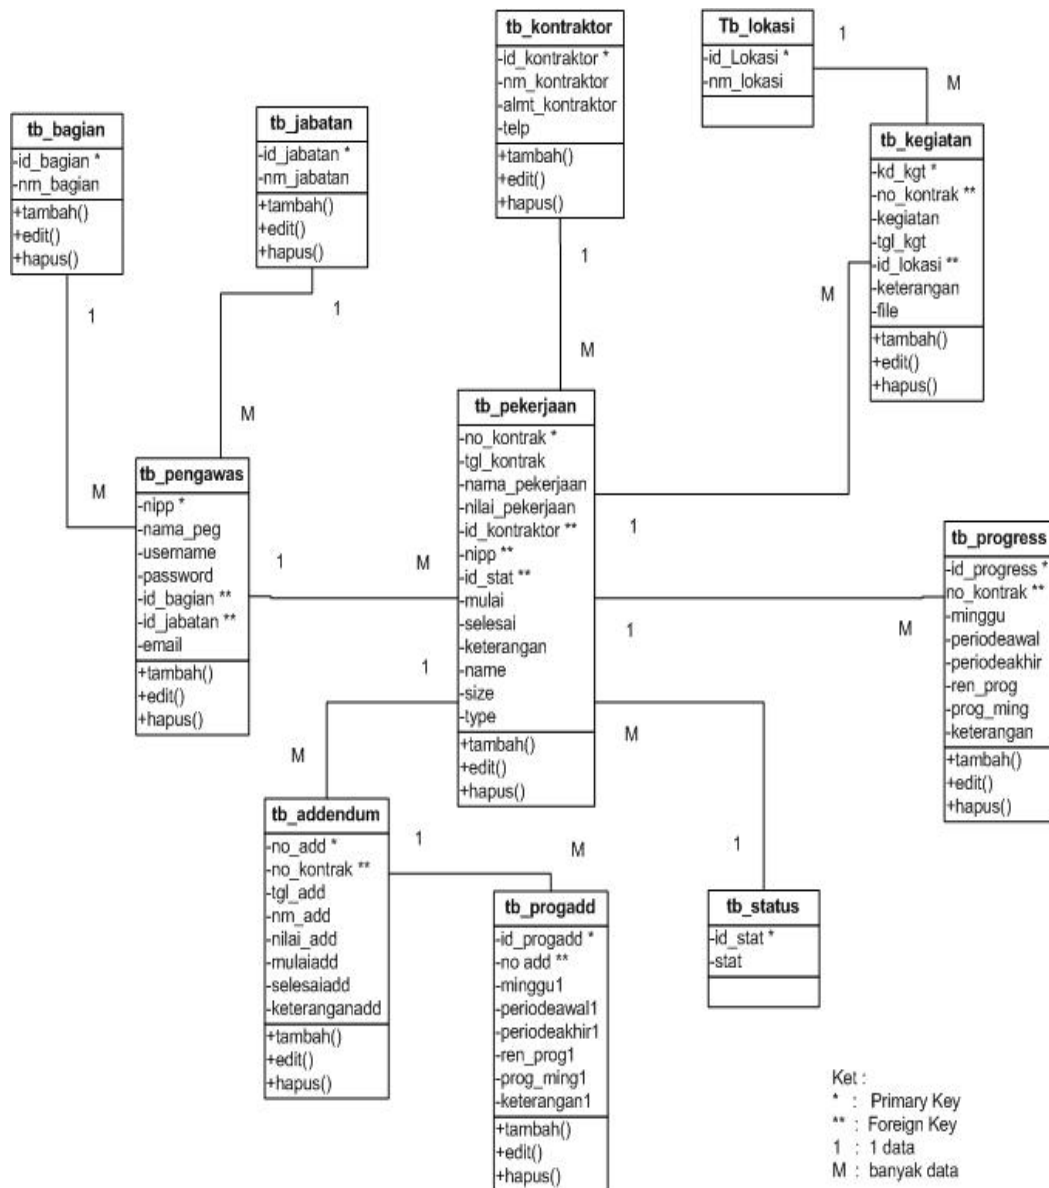 tb_kontraktor
-id_kontraktor *
-nm_kontraktor
-almt_kontraktor
-telp
+tambah()
+edit()
+hapus()
1
M
Tb_lokasi
-id_Lokasi *
-nm_lokasi
1
M
tb_bagian
-id_bagian *
-nm_bagian
+tambah()
+edit()
+hapus()
1
M
tb_jabatan
-id_jabatan *
-nm_jabatan
+tambah()
+edit()
+hapus()
1
M
tb_kegiatan
-kd_kgt *
-no_kontrak **
-kegiatan
-tgl_kgt
-id_lokasi **
-keterangan
-file
+tambah()
+edit()
+hapus()
M
1
tb_pengawas
-nipp *
-nama_peg
-username
-password
-id_bagian **
-id_jabatan **
-email
+tambah()
+edit()
+hapus()
1
M
tb_pekerjaan
-no_kontrak *
-tgl_kontrak
-nama_pekerjaan
-nilai_pekerjaan
-id_kontraktor **
-nipp **
-id_stat **
-mulai
-selesai
-keterangan
-name
-size
-type
+tambah()
+edit()
+hapus()
1
M
tb_progress
-id_progress *
no_kontrak **
-minggu
-periodeawal
-periodeakhir
-ren_prog
-prog_ming
-keterangan
+tambah()
+edit()
+hapus()
1
M
tb_addendum
-no_add *
-no_kontrak **
-tgl_add
-nm_add
-nilai_add
-mulaiadd
-selesaiadd
-keteranganadd
+tambah()
+edit()
+hapus()
1
M
tb_progadd
-id_progadd *
-no add **
-minggu1
-periodeawal1
-periodeakhir1
-ren_prog1
-prog_ming1
-keterangan1
+tambah()
+edit()
+hapus()
M
1
tb_status
-id_stat *
-stat
Ket :
* : Primary Key
** : Foreign Key
1 : 1 data
M : banyak data